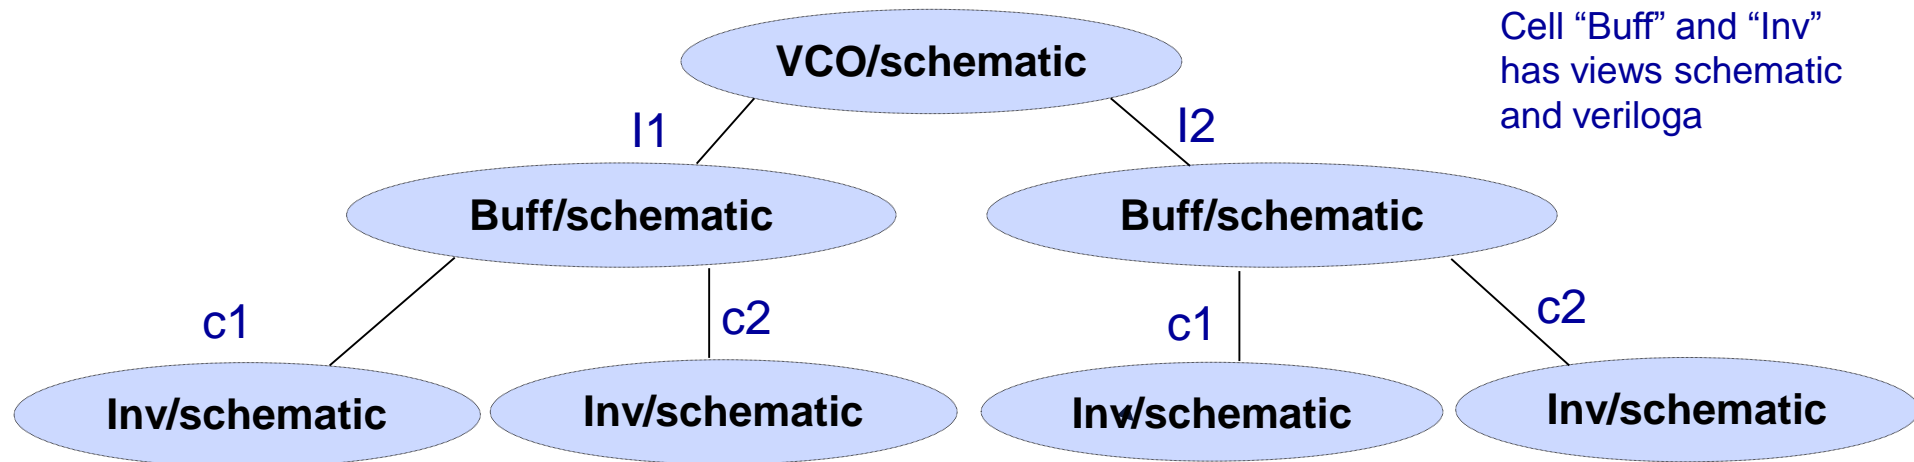 Cell “Buff” and “Inv”
has views schematic
and veriloga
VCO/schematic
I1
I2
Buff/schematic
Buff/schematic
c1
c2
c1
c2
Inv/schematic
Inv/schematic
Inv/schematic
Inv/schematic